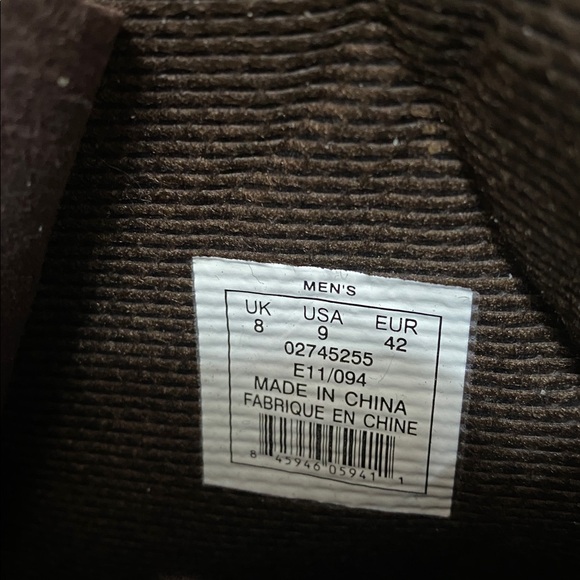 MEN'S
UK USA EUR
8 9 42
02745255
E11/094
MADE IN CHINA
FABRIQUE EN CHINE
8 45946 05941 1